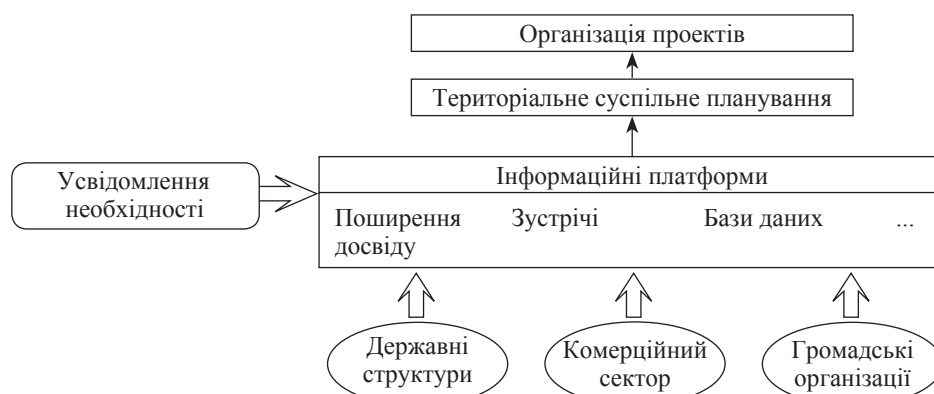 Організація проектів
Територіальне суспільне планування
Усвідомлення
необхідності
Інформаційні платформи
Поширення
досвіду
Зустрічі
Бази даних
...
Державні
структури
Комерційний
сектор
Громадські
організації